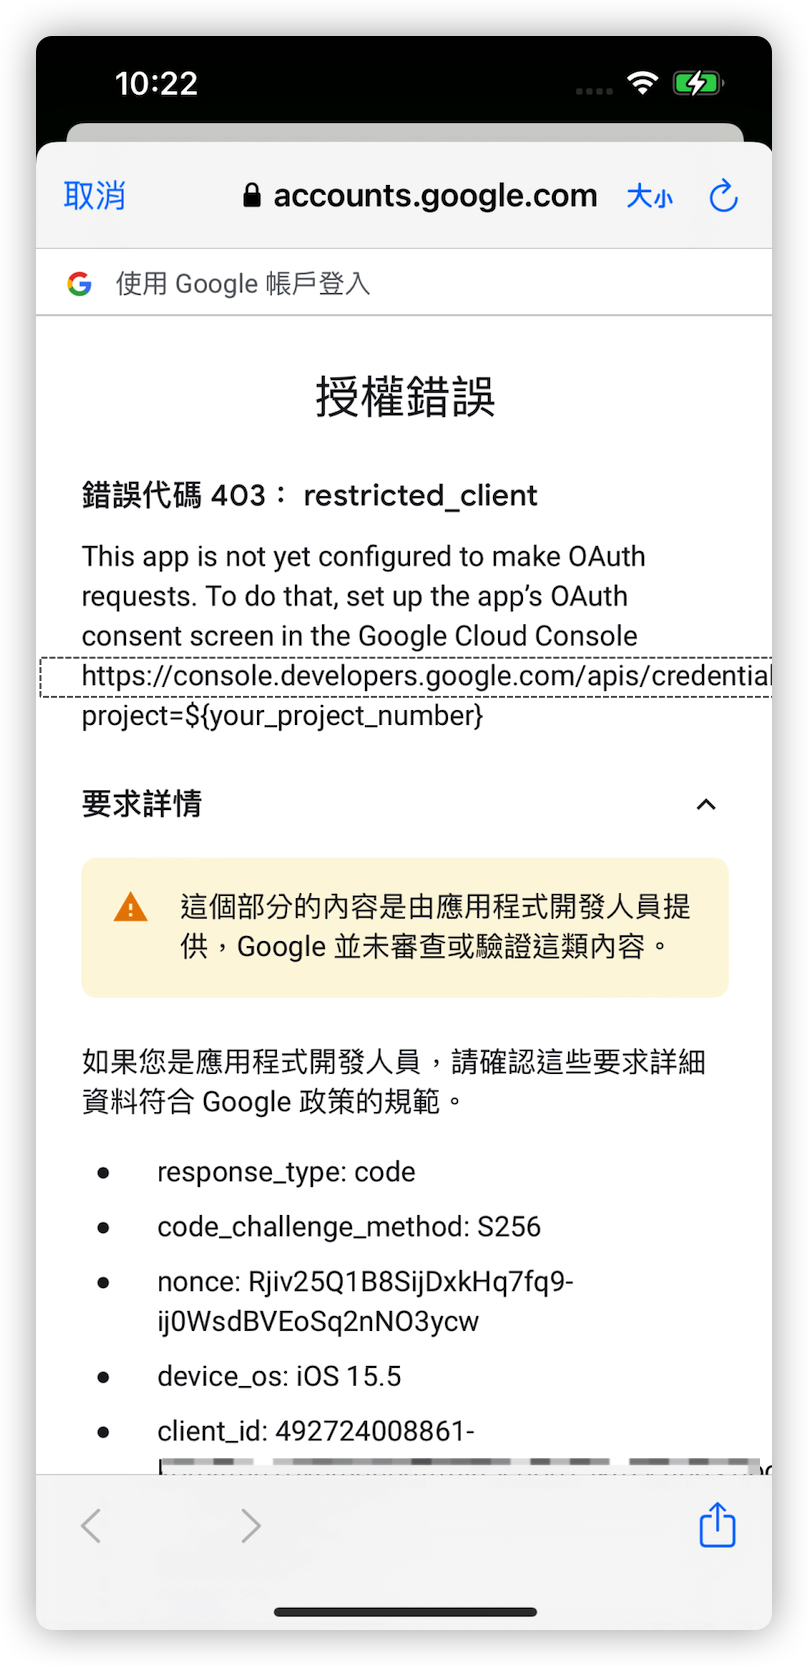 10:22
取消
accounts.google.com
大小
使用 Google 帳戶登入
授權錯誤
錯誤代碼 403： restricted_client
This app is not yet configured to make OAuth
requests. To do that, set up the app’s OAuth
consent screen in the Google Cloud Console
https://console.developers.google.com/apis/credential
project=${your_project_number}
要求詳情
這個部分的內容是由應用程式開發人員提
供，Google 並未審查或驗證這類內容。
如果您是應用程式開發人員，請確認這些要求詳細
資料符合 Google 政策的規範。
response_type: code
code_challenge_method: S256
nonce: Rjiv25Q1B8SijDxkHq7fq9-
ij0WsdBVEoSq2nNO3ycw
device_os: iOS 15.5
client_id: 492724008861-